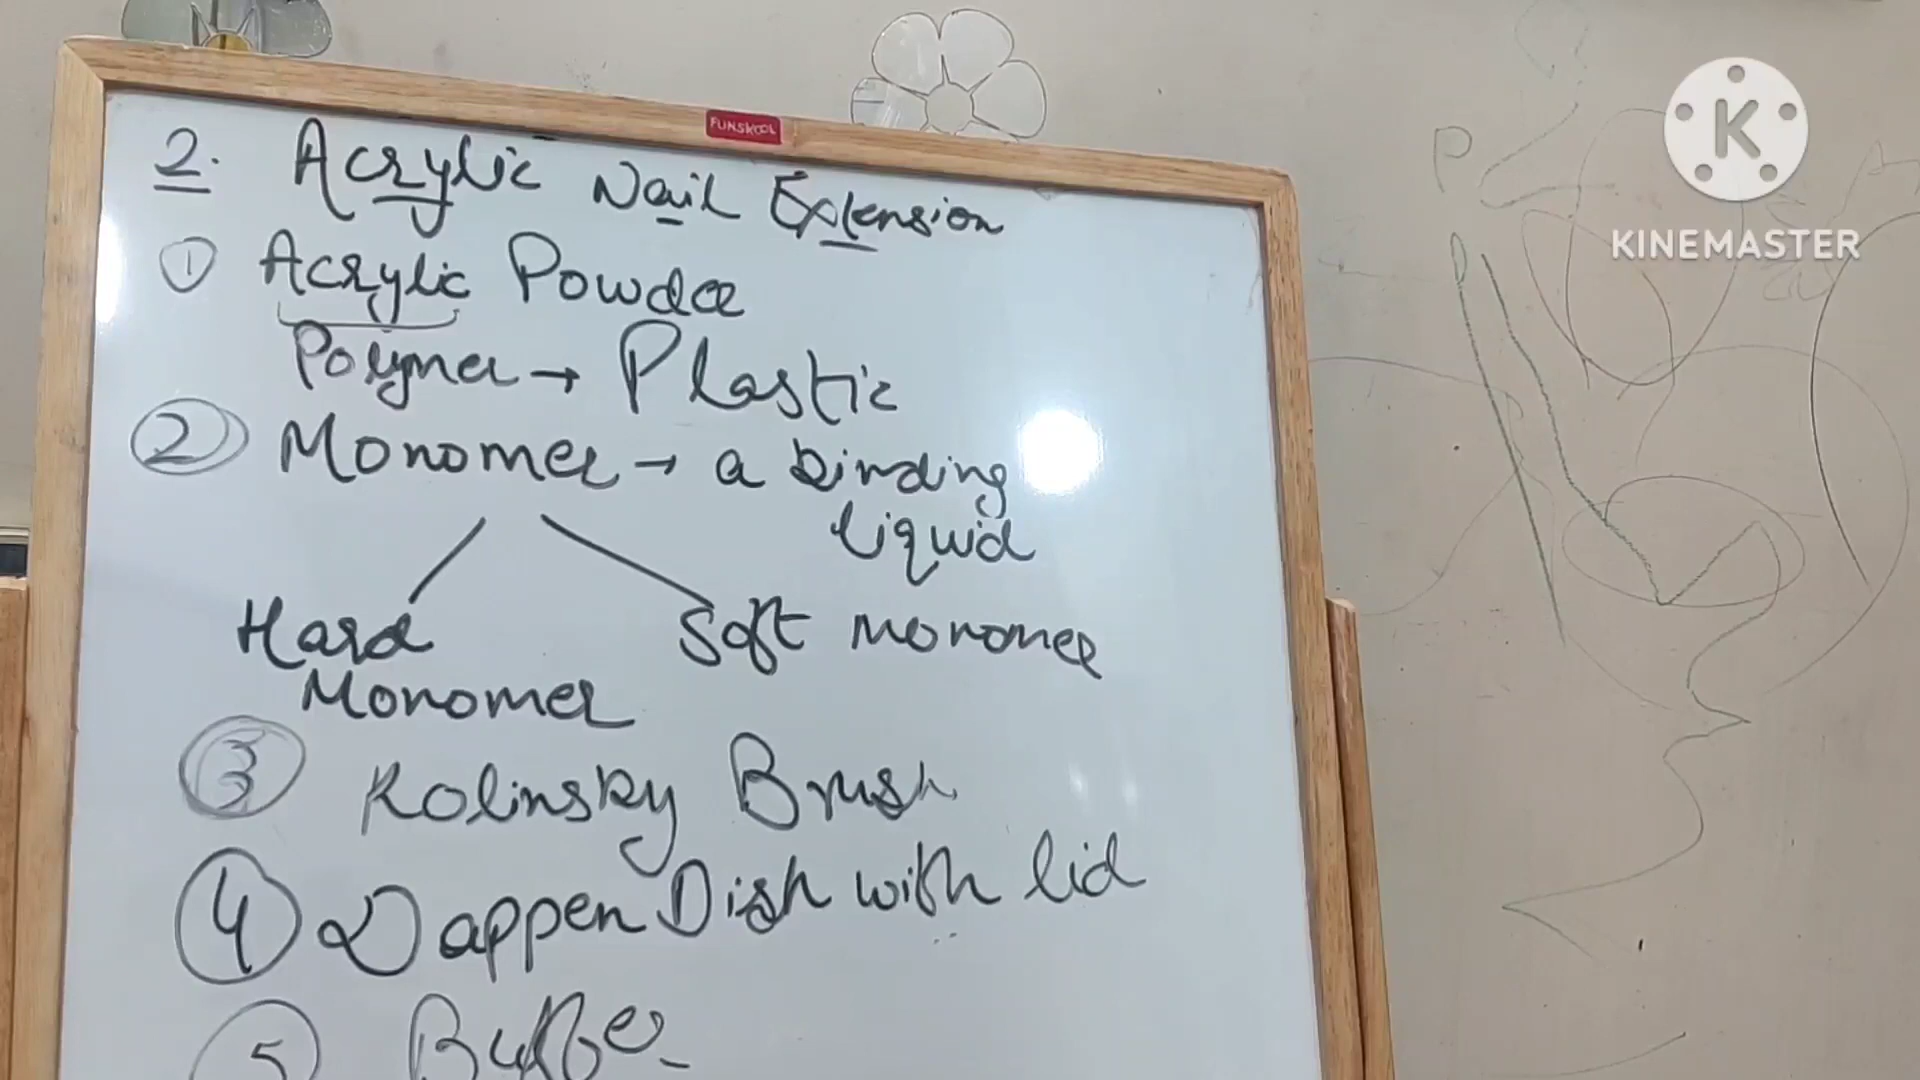 FUNSKOOL
2. Acrylic Nail Extension
① Acrylic Powder
Polymer → Plastic
② Monomer → a binding
liquid
Hard
Monomer
Soft Monomer
③ Kolinsky Brush
④ Dappen Dish with lid
⑤ Buffer
K
KINEMASTER
P